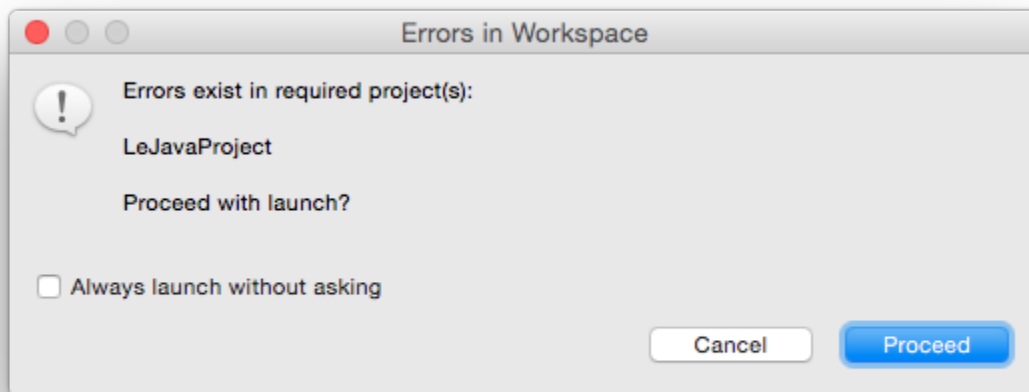 Errors in Workspace
Errors exist in required project(s):
LeJavaProject
Proceed with launch?
Always launch without asking
Cancel Proceed